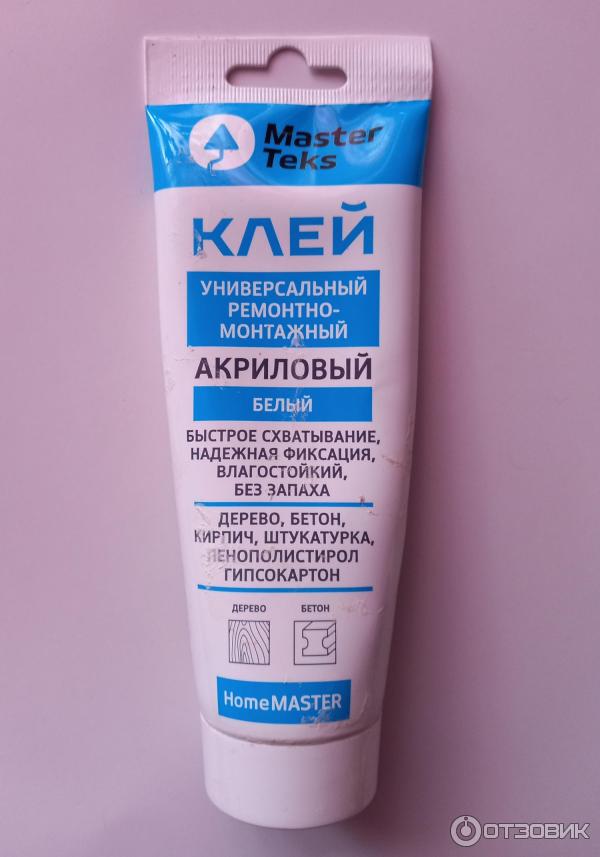 Master
Teks
КЛЕЙ
УНИВЕРСАЛЬНЫЙ
РЕМОНТНО-
МОНТАЖНЫЙ
АКРИЛОВЫЙ
БЕЛЫЙ
БЫСТРОЕ СХВАТЫВАНИЕ,
НАДЕЖНАЯ ФИКСАЦИЯ,
ВЛАГОСТОЙКИЙ,
БЕЗ ЗАПАХА
ДЕРЕВО, БЕТОН,
КИРПИЧ, ШТУКАТУРКА,
ПЕНОПОЛИСТИРОЛ
ГИПСОКАРТОН
ДЕРЕВО БЕТОН
HomeMASTER
ОТЗОВИК